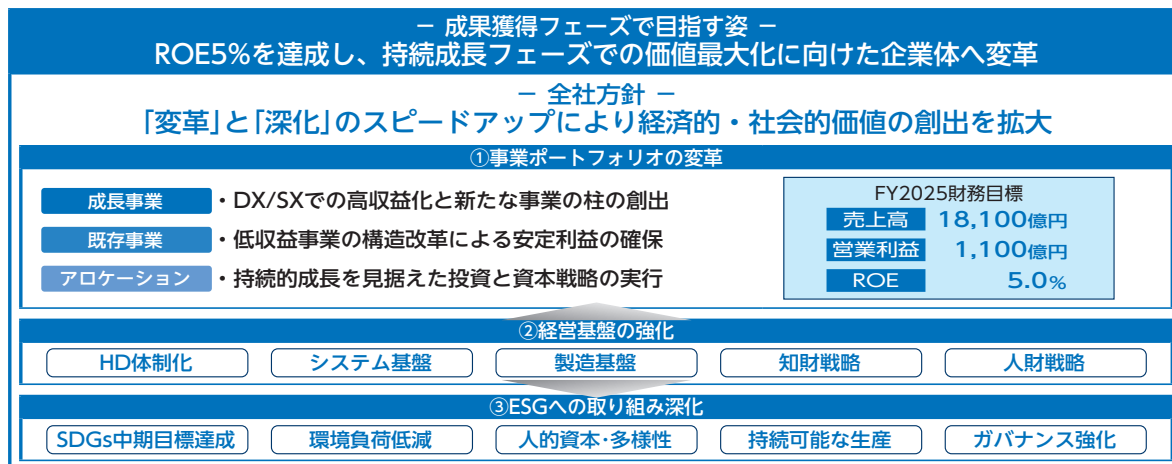 － 成果獲得フェーズで目指す姿 －
ROE5%を達成し、持続成長フェーズでの価値最大化に向けた企業体へ変革
－ 全社方針 －
「変革」と「深化」のスピードアップにより経済的・社会的価値の創出を拡大
①事業ポートフォリオの変革
成長事業 ・DX/SXでの高収益化と新たな事業の柱の創出
既存事業 ・低収益事業の構造改革による安定利益の確保
アロケーション ・持続的成長を見据えた投資と資本戦略の実行
FY2025財務目標
売上高 18,100億円
営業利益 1,100億円
ROE 5.0%
②経営基盤の強化
HD体制化 システム基盤 製造基盤 知財戦略 人財戦略
③ESGへの取り組み深化
SDGs中期目標達成 環境負荷低減 人的資本・多様性 持続可能な生産 ガバナンス強化